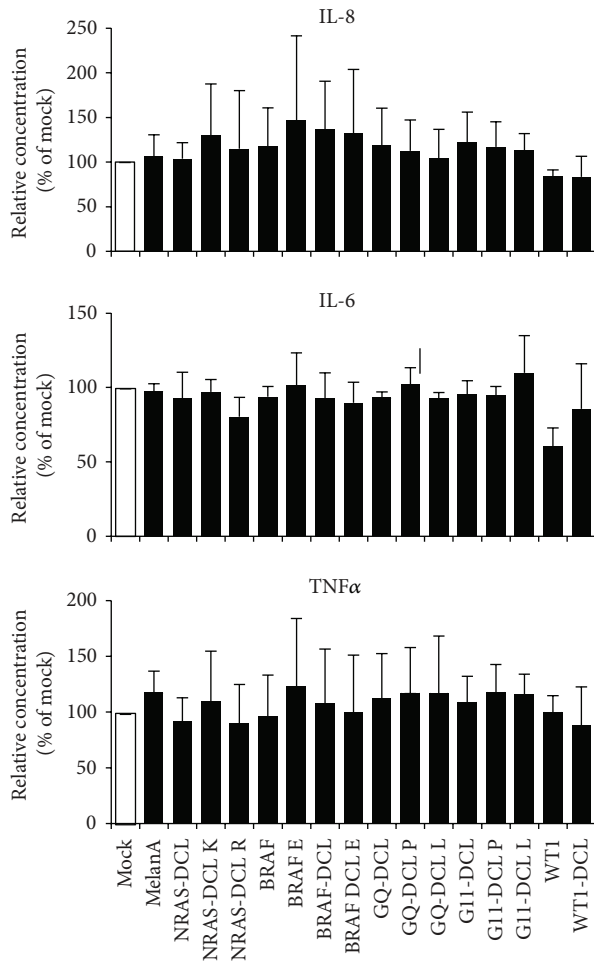 IL-8
Relative concentration
(% of mock)
250
200
150
100
50
0
IL-6
Relative concentration
(% of mock)
150
100
50
0
TNFα
Relative concentration
(% of mock)
200
150
100
50
0
Mock
MelanA
NRAS-DCL
NRAS-DCL K
NRAS-DCL R
BRAF
BRAF E
BRAF-DCL
BRAF DCL E
GQ-DCL
GQ-DCL P
GQ-DCL L
G11-DCL
G11-DCL P
G11-DCL L
WT1
WT1-DCL